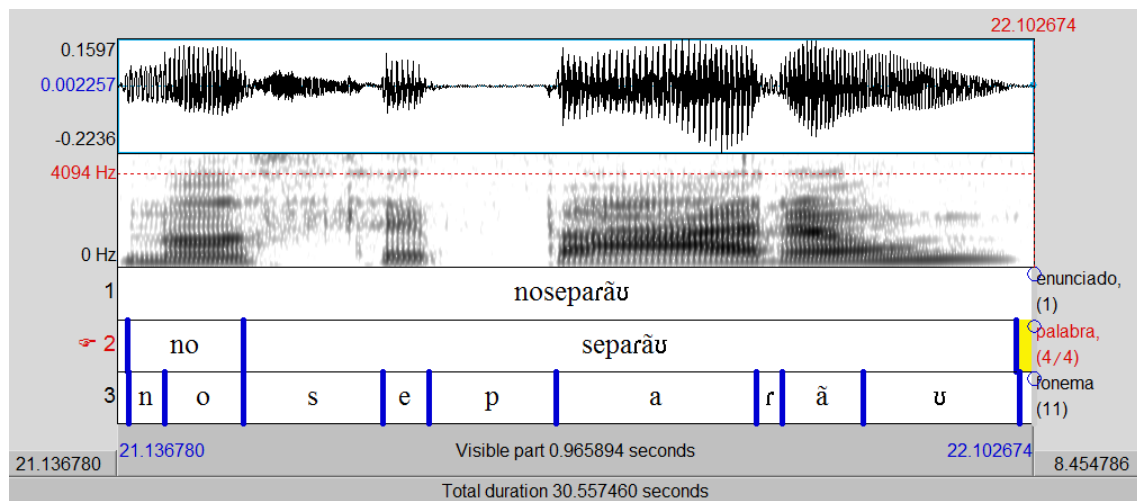 22.102674
0.1597
0.002257
-0.2236
4094 Hz
0 Hz
1 noseparãʊ enunciado, (1)
☞ 2 no separãʊ palabra, (4/4)
3 n o s e p a ɾ ã ʊ fonema (11)
21.136780 Visible part 0.965894 seconds 22.102674
21.136780 8.454786
Total duration 30.557460 seconds